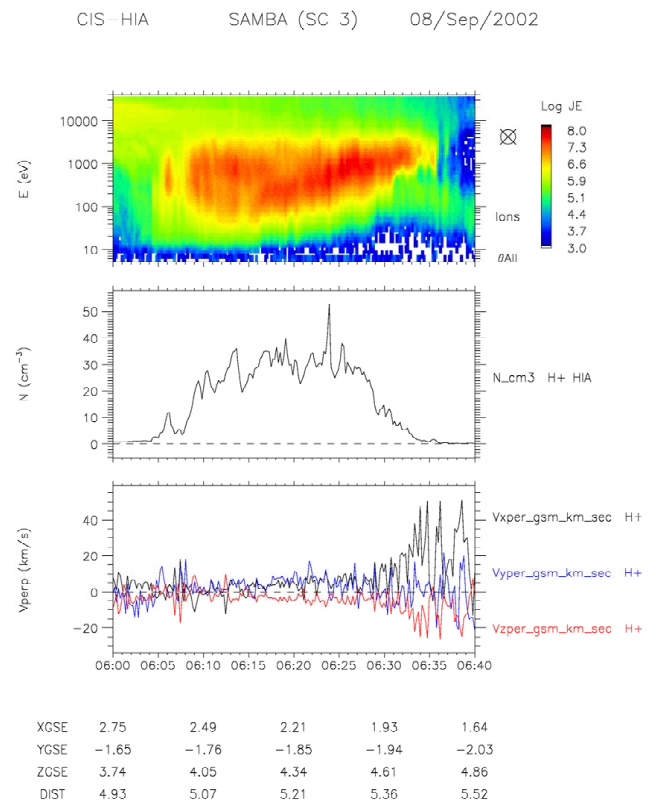 CIS-HIA SAMBA (SC 3) 08/Sep/2002
Log JE
10000
1000
100
10
E (eV)
8.0
7.3
6.6
5.9
5.1
4.4
3.7
3.0
Ions
θAll
50
40
30
20
10
0
N (cm⁻³)
N_cm3 H+ HIA
40
20
0
−20
Vperp (km/s)
Vxper_gsm_km_sec H+
Vyper_gsm_km_sec H+
Vzper_gsm_km_sec H+
06:00 06:05 06:10 06:15 06:20 06:25 06:30 06:35 06:40
XGSE 2.75 2.49 2.21 1.93 1.64
YGSE −1.65 −1.76 −1.85 −1.94 −2.03
ZGSE 3.74 4.05 4.34 4.61 4.86
DIST 4.93 5.07 5.21 5.36 5.52